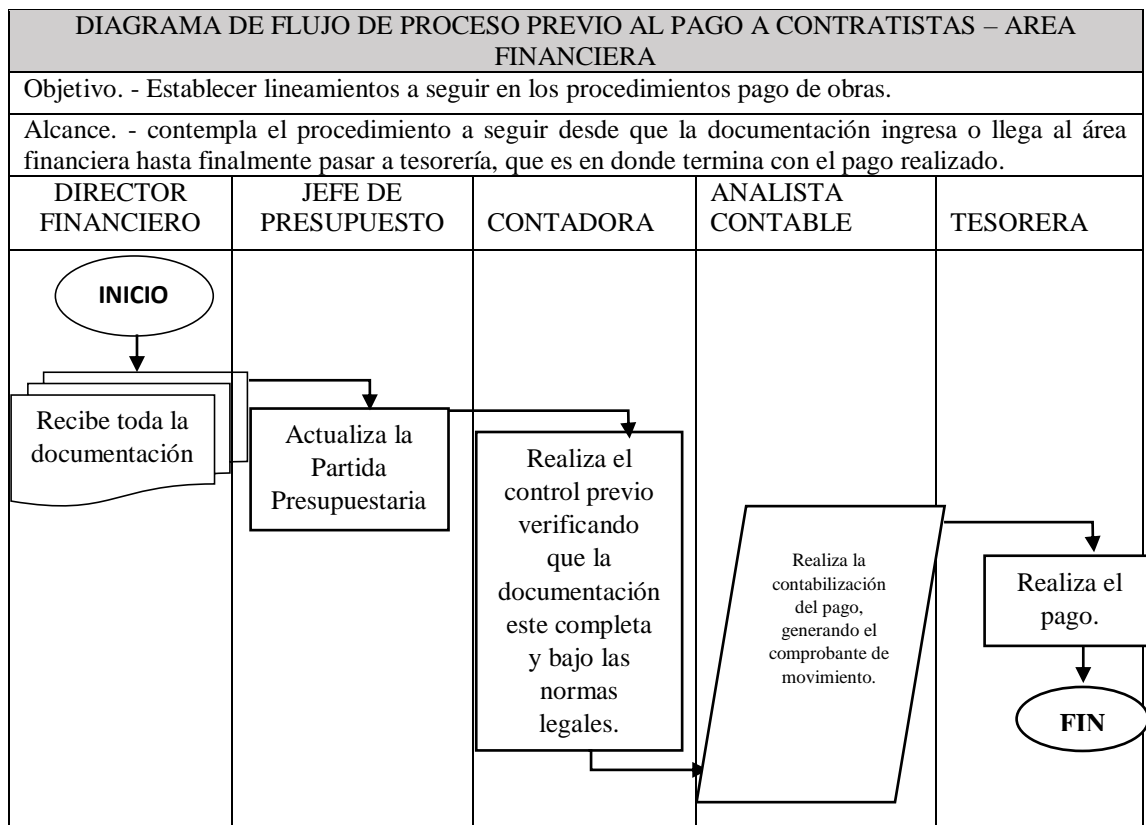 DIAGRAMA DE FLUJO DE PROCESO PREVIO AL PAGO A CONTRATISTAS – AREA
FINANCIERA
Objetivo. - Establecer lineamientos a seguir en los procedimientos pago de obras.
Alcance. - contempla el procedimiento a seguir desde que la documentación ingresa o llega al área
financiera hasta finalmente pasar a tesorería, que es en donde termina con el pago realizado.
DIRECTOR
FINANCIERO
JEFE DE
PRESUPUESTO
CONTADORA
ANALISTA
CONTABLE
TESORERA
INICIO
Recibe toda la
documentación
Actualiza la
Partida
Presupuestaria
Realiza el
control previo
verificando
que la
documentación
este completa
y bajo las
normas
legales.
Realiza la
contabilización
del pago,
generando el
comprobante de
movimiento.
Realiza el
pago.
FIN